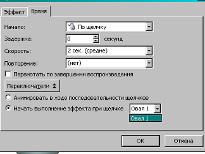 Эффект Время
Начало: По щелчку
Задержка: 0 секунд
Скорость: 2 сек. (средне)
Повторение: (нет)
Перемотать по завершении воспроизведения
Переключатели
Анимировать в ходе последовательности щелчков
Начать выполнение эффекта при щелчке Овал 1
Овал 1
ОК Отмена